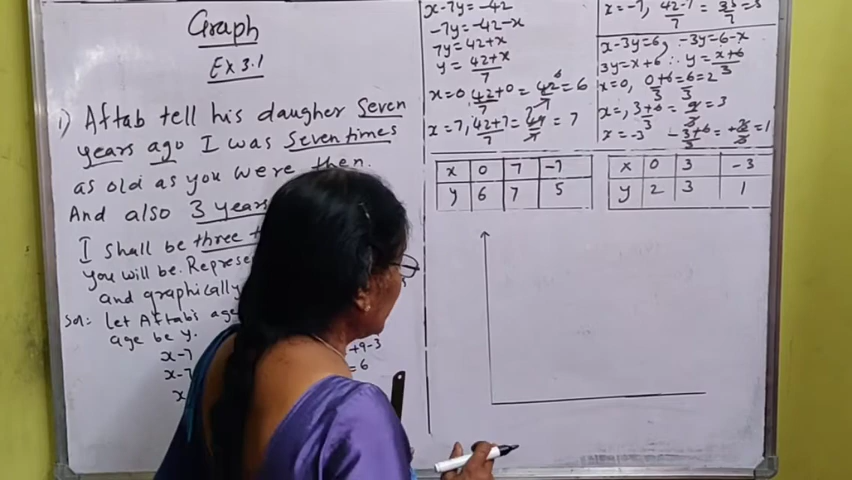 Graph
Ex 3.1
1) Aftab tell his daugher Seven
years ago I was Seven times
as old as you were then.
And also 3 years
I shall be three
you will be. Represe
and graphically
Sol: Let Aftab's age
age be y.
x-7
x-7
x
+9-3
=6
x-7y=-42
-7y=-42-x
7y=42+x
y=42+x/7
x=0 42+0/7=42/7=6
x=7, 42+7/7=49/7=7
x=-7, 42-7/7=35/7=5
x-3y=6, -3y=6-x
3y=x+6 ∴ y=x+6/3
x=0, 0+6/3=6/3=2
x=, 3+6/3=9/3=3
x=-3 -3+6/3=+3/3=1
x 0 7 -7
y 6 7 5
x 0 3 -3
y 2 3 1